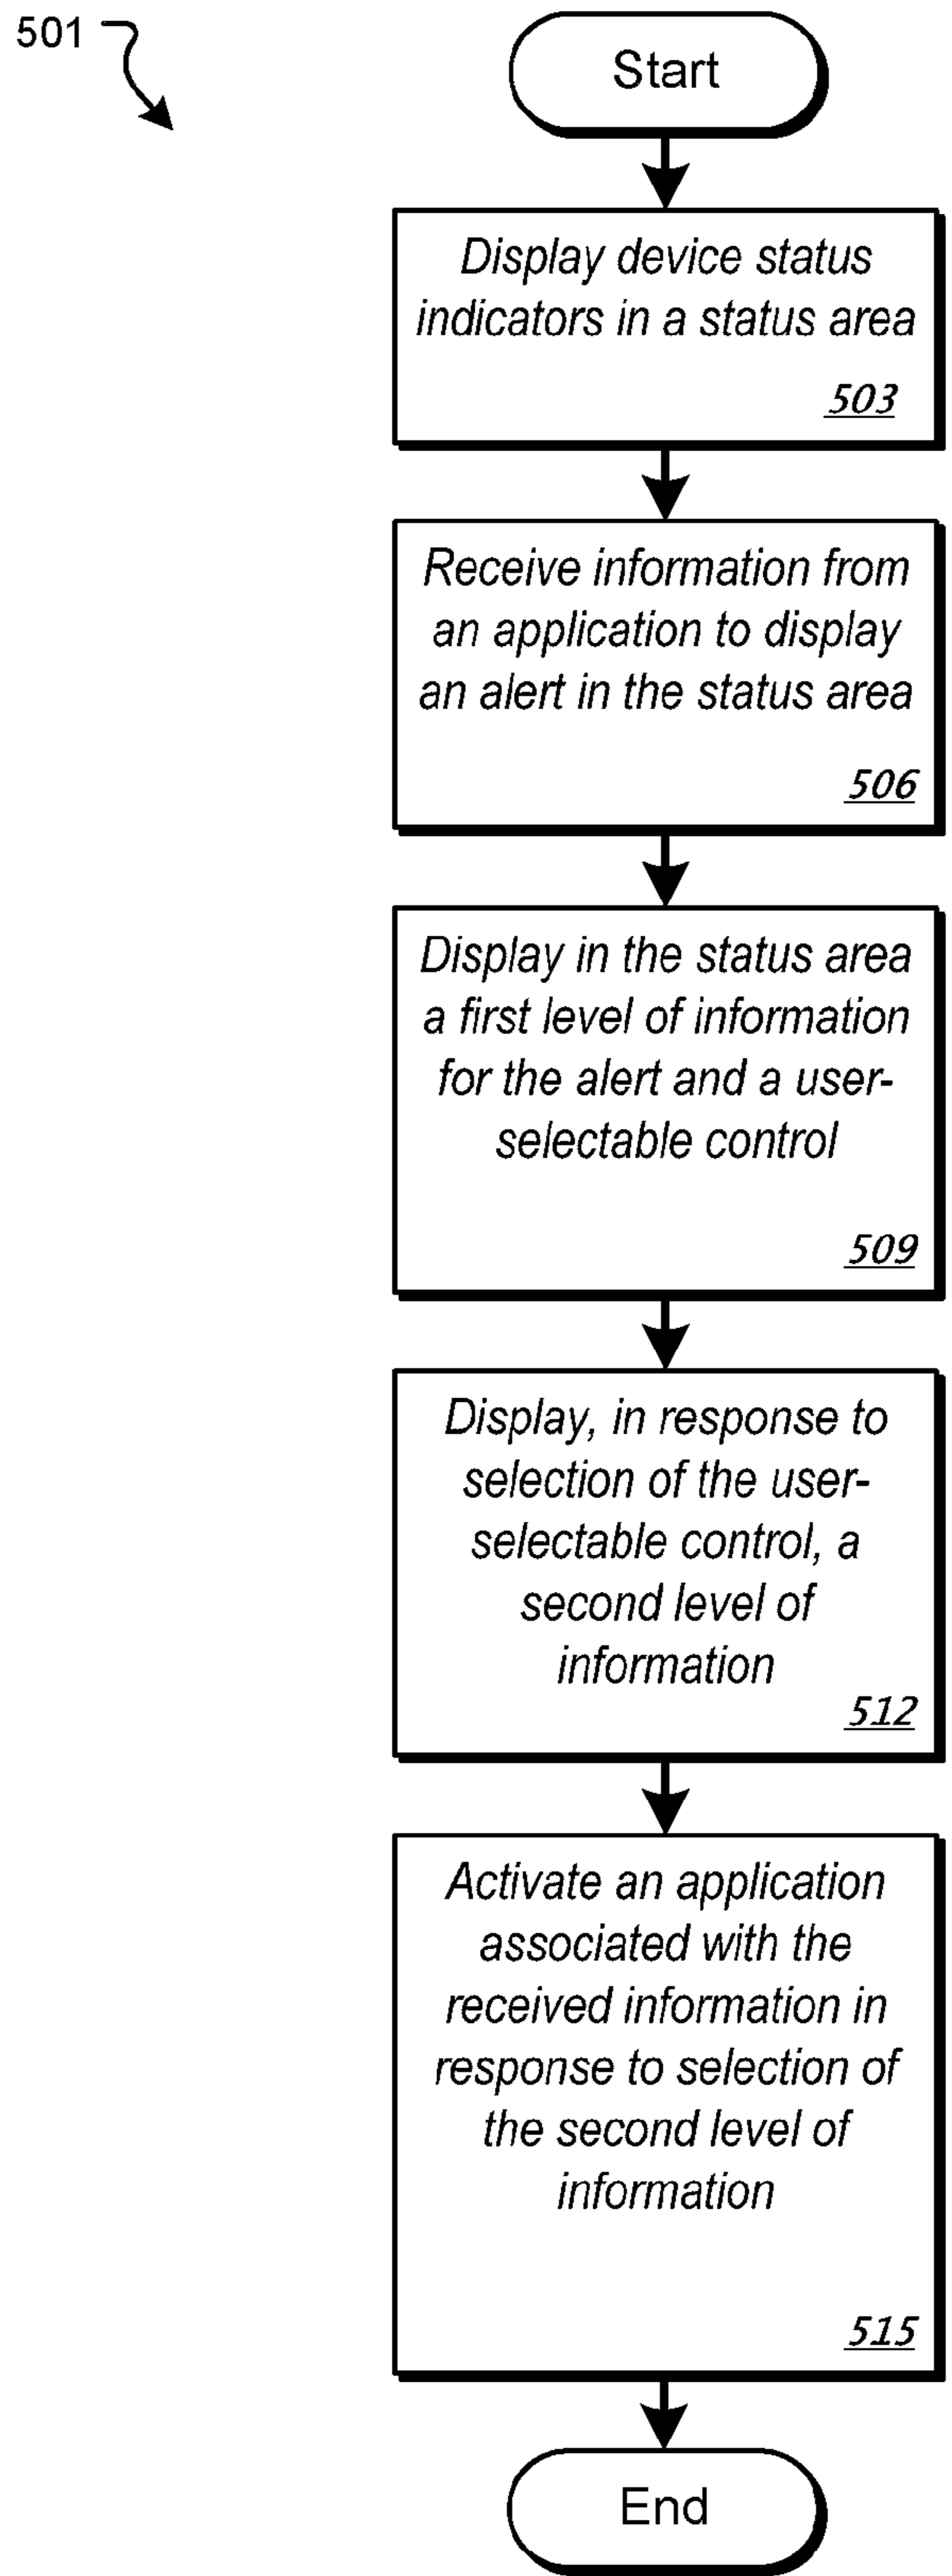 501
Start
Display device status
indicators in a status area
503
Receive information from
an application to display
an alert in the status area
506
Display in the status area
a first level of information
for the alert and a user-
selectable control
509
Display, in response to
selection of the user-
selectable control, a
second level of
information
512
Activate an application
associated with the
received information in
response to selection of
the second level of
information
515
End